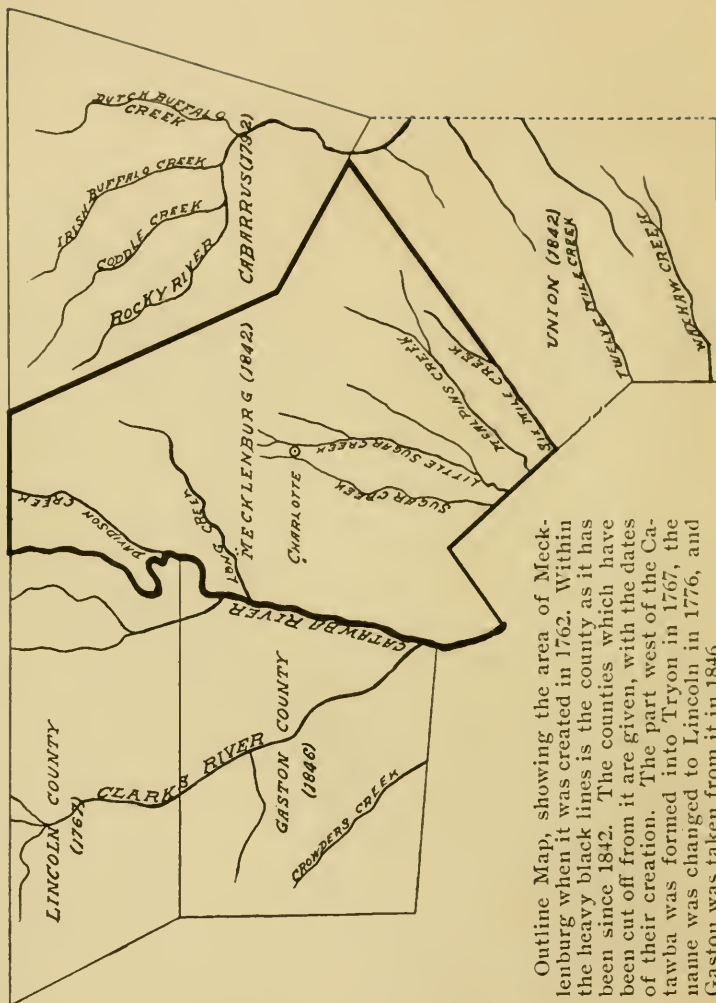 LINCOLN COUNTY
(1767)
CLARKS RIVER
GASTON COUNTY
(1846)
CROWDERS CREEK
CATAWBA RIVER
DAVIDSON
CREEK
LONG CREEK
MECKLENBURG (1842)
CHARLOTTE
SUGAR CREEK
LITTLE SUGAR CREEK
MCALPINS CREEK
SIX MILE CREEK
ROCKY RIVER
CODDLE CREEK
IRISH BUFFALO CREEK
DUTCH BUFFALO
CREEK
CABARRUS (1792)
UNION (1842)
TWELVE MILE CREEK
WAXHAW CREEK
Outline Map, showing the area of Meck-
lenburg when it was created in 1762. Within
the heavy black lines is the county as it has
been since 1842. The counties which have
been cut off from it are given, with the dates
of their creation. The part west of the Ca-
tawba was formed into Tryon in 1767, the
name was changed to Lincoln in 1776, and
Gaston was taken from it in 1846